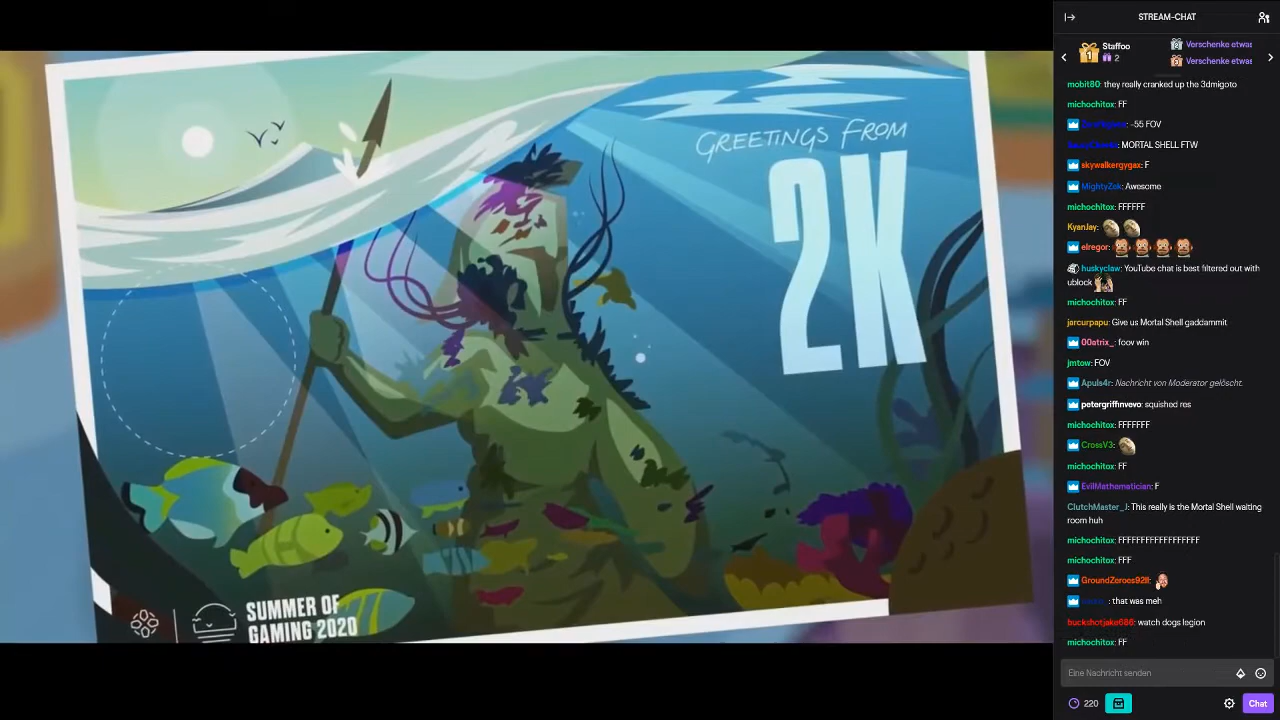 GREETINGS FROM
2K
SUMMER OF
GAMING 2020
STREAM-CHAT
Staffoo
2
Verschenke etwas
Verschenke etwas
mobit80: they really cranked up the 3dmigoto
michochitox: FF
: -55 FOV
: MORTAL SHELL FTW
skywalkergygax: F
MightyZek: Awesome
michochitox: FFFFFF
KyanJay:
elregor:
huskyclaw: YouTube chat is best filtered out with
ublock
michochitox: FF
jarcurpapu: Give us Mortal Shell gaddammit
00atrix_: foov win
jmtow: FOV
Apuls4r: Nachricht von Moderator gelöscht.
petergriffinvevo: squished res
michochitox: FFFFFFF
CrossV3:
michochitox: FF
EvilMathematician: F
ClutchMaster_J: This really is the Mortal Shell waiting
room huh
michochitox: FFFFFFFFFFFFFFFFFF
michochitox: FFF
GroundZeroes92ll:
: that was meh
buckshotjake686: watch dogs legion
michochitox: FF
Eine Nachricht senden
220
Chat